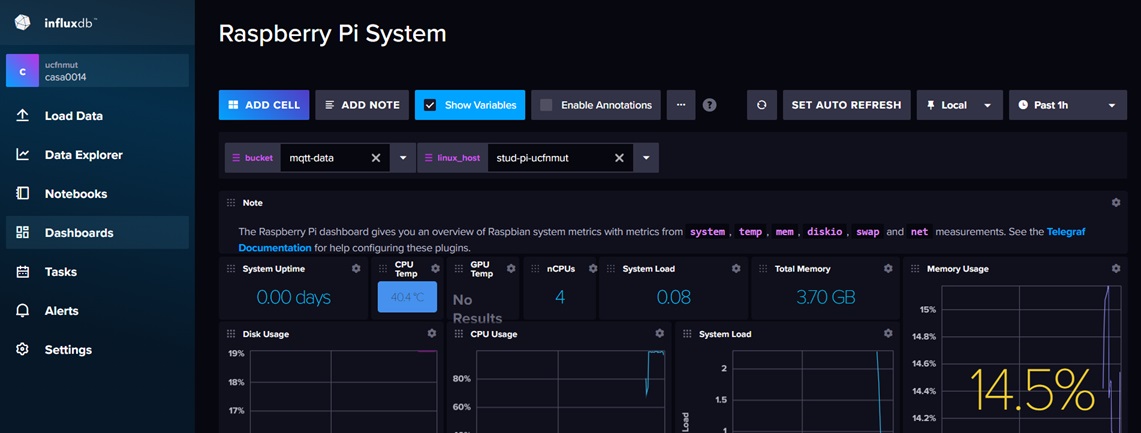 influxdb™
ucfnmut
c
casa0014
Load Data
Data Explorer
Notebooks
Dashboards
Tasks
Alerts
Settings
Raspberry Pi System
ADD CELL
ADD NOTE
Show Variables
Enable Annotations
...
?
SET AUTO REFRESH
Local
Past 1h
bucket
mqtt-data
linux_host
stud-pi-ucfnmut
Note
The Raspberry Pi dashboard gives you an overview of Raspbian system metrics with metrics from system, temp, mem, diskio, swap and net measurements. See the Telegraf
Documentation for help configuring these plugins.
System Uptime
0.00 days
CPU
Temp
40.4 °C
GPU
Temp
No
Results
nCPUs
4
System Load
0.08
Total Memory
3.70 GB
Memory Usage
15%
14.8%
14.6%
14.4%
14.2%
14.5%
Disk Usage
19%
18%
17%
CPU Usage
80%
60%
System Load
2
1.5
1
Load